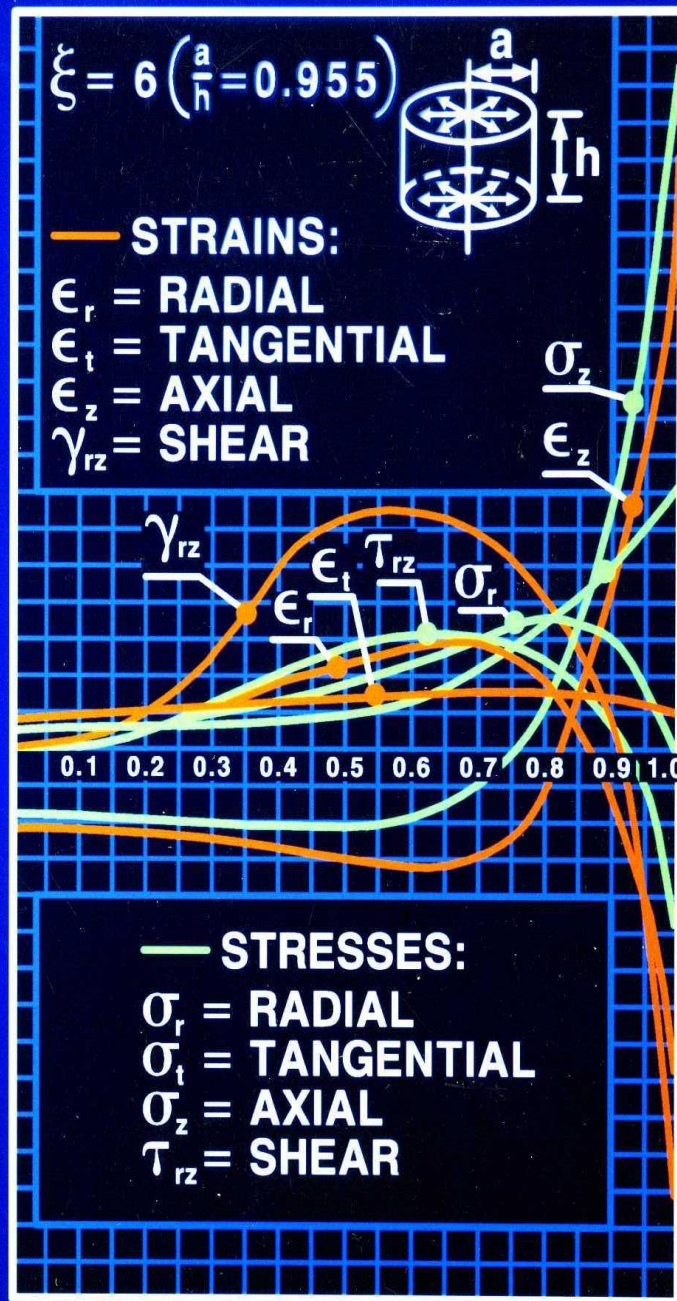 ξ = 6 (a/h = 0.955)
a
h
STRAINS:
ϵr = RADIAL
ϵt = TANGENTIAL
ϵz = AXIAL
γrz = SHEAR
σz
ϵz
γrz
ϵr
ϵt
τrz
σr
0.1 0.2 0.3 0.4 0.5 0.6 0.7 0.8 0.9 1.0
STRESSES:
σr = RADIAL
σt = TANGENTIAL
σz = AXIAL
τrz = SHEAR